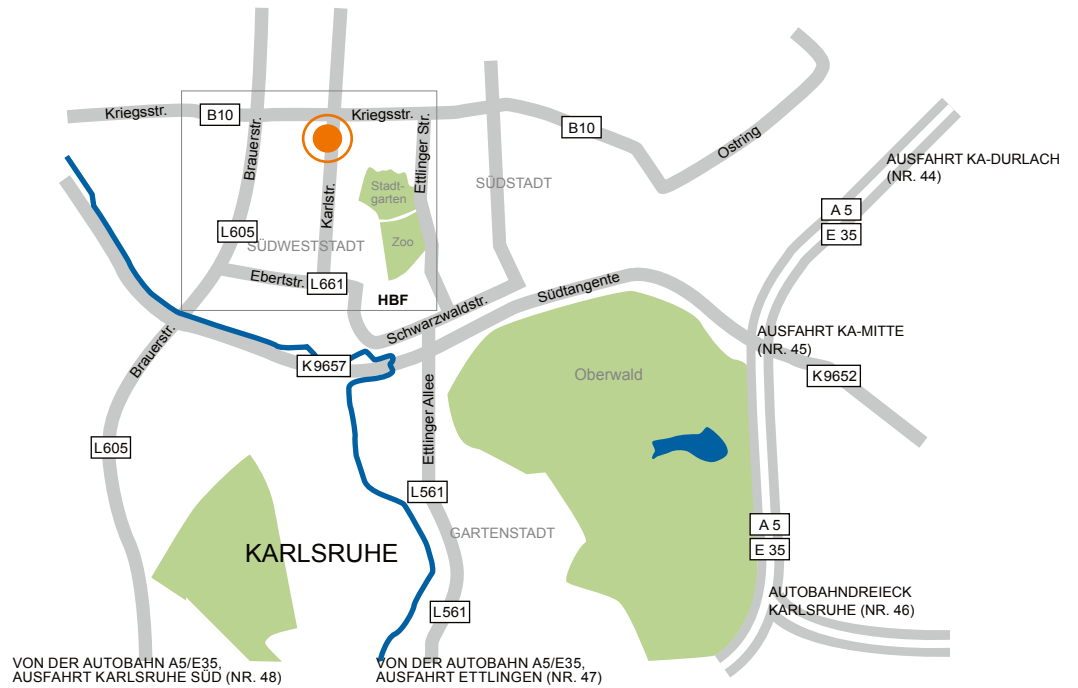 Kriegsstr.
B10
Kriegsstr.
B10
Ostring
Brauerstr.
Ettlinger Str.
AUSFAHRT KA-DURLACH
(NR. 44)
Stadt-
garten
SÜDSTADT
Karlstr.
A 5
E 35
L605
SÜDWESTSTADT
Zoo
Ebertstr.
L661
HBF
Südtangente
Schwarzwaldstr.
Brauerstr.
AUSFAHRT KA-MITTE
(NR. 45)
K9657
Oberwald
K9652
Ettlinger Allee
L605
L561
GARTENSTADT
A 5
E 35
KARLSRUHE
AUTOBAHNDREIECK
KARLSRUHE (NR. 46)
L561
VON DER AUTOBAHN A5/E35,
AUSFAHRT KARLSRUHE SÜD (NR. 48)
VON DER AUTOBAHN A5/E35,
AUSFAHRT ETTLINGEN (NR. 47)